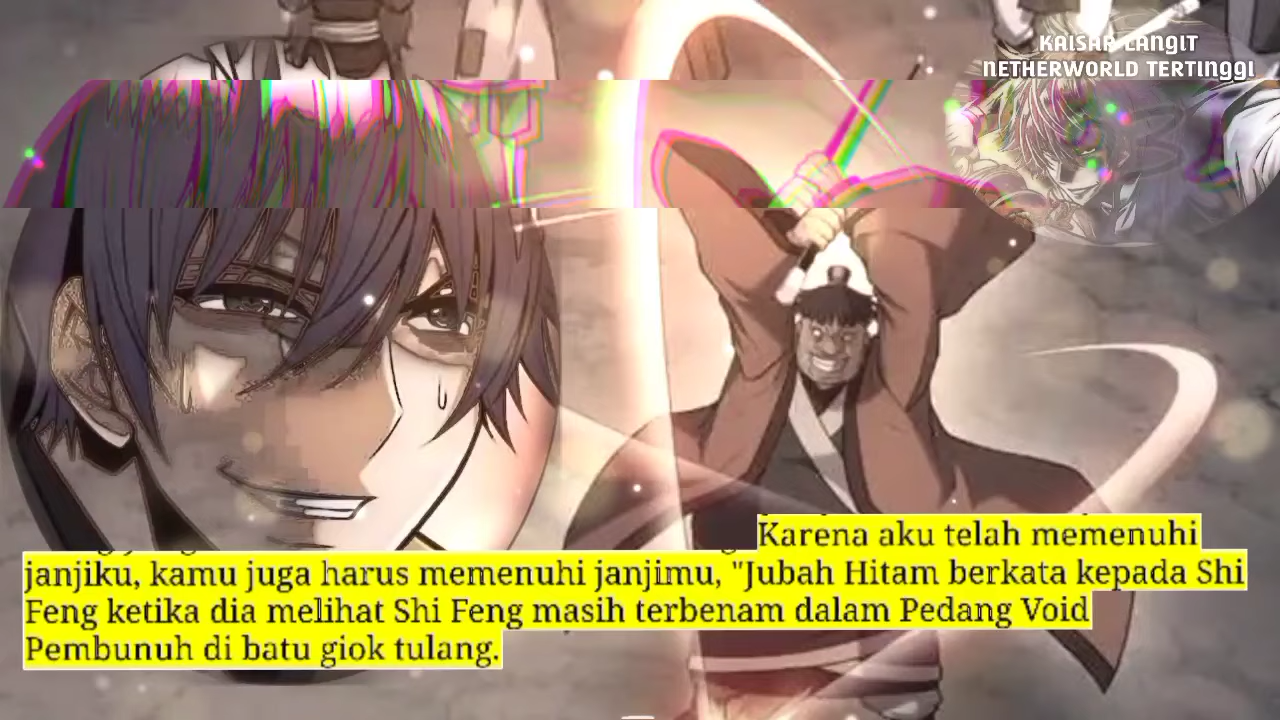 KAISAR LANGIT
NETHERWORLD TERTINGGI
Karena aku telah memenuhi
janjiku, kamu juga harus memenuhi janjimu, "Jubah Hitam berkata kepada Shi
Feng ketika dia melihat Shi Feng masih terbenam dalam Pedang Void
Pembunuh di batu giok tulang.